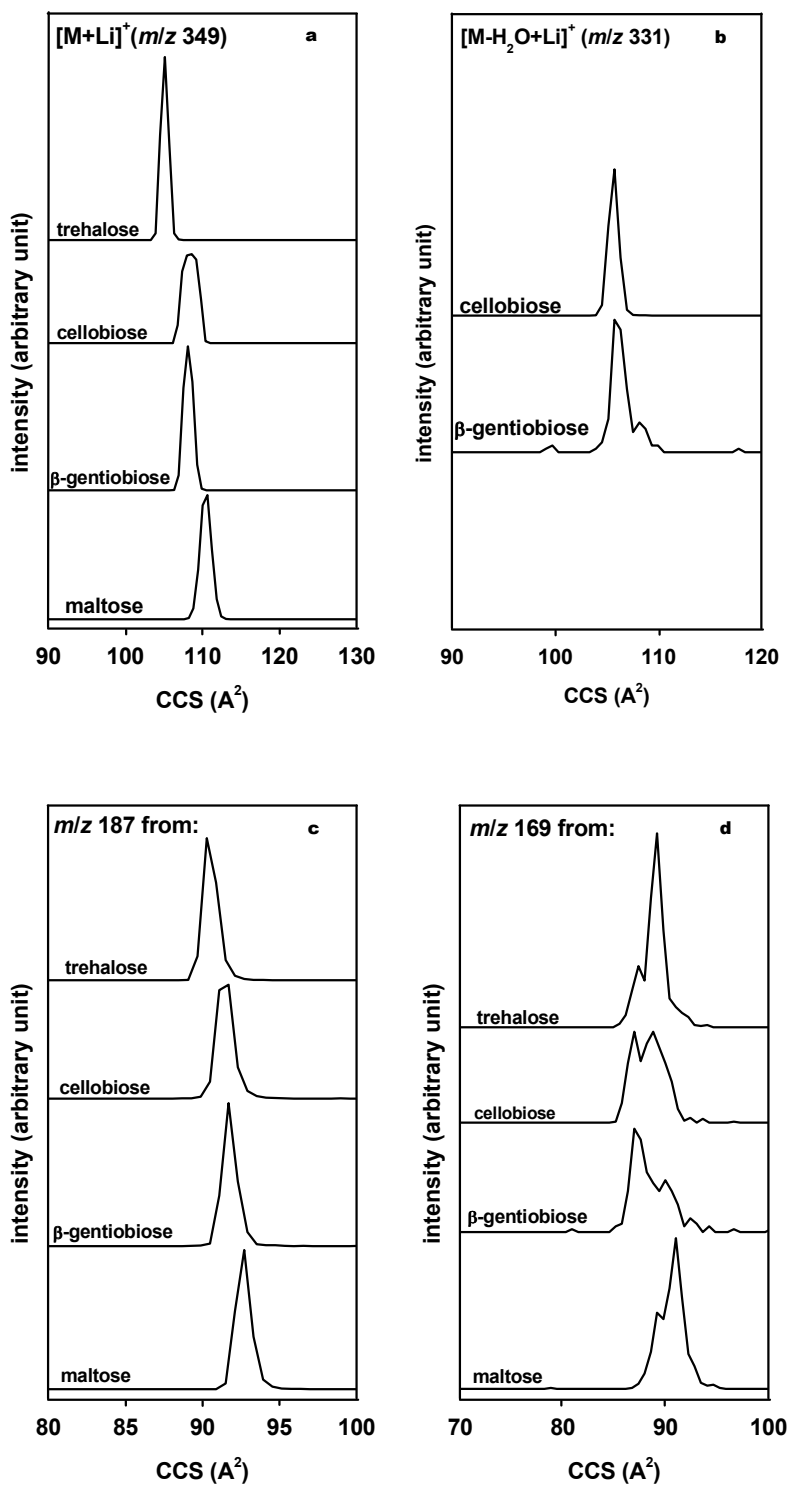 [M+Li]⁺(m/z 349) a
trehalose
cellobiose
β-gentiobiose
maltose
intensity (arbitrary unit)
90 100 110 120 130
CCS (A²)
[M-H₂O+Li]⁺ (m/z 331) b
cellobiose
β-gentiobiose
intensity (arbitrary unit)
90 100 110 120
CCS (A²)
m/z 187 from: c
trehalose
cellobiose
β-gentiobiose
maltose
intensity (arbitrary unit)
80 85 90 95 100
CCS (A²)
m/z 169 from: d
trehalose
cellobiose
β-gentiobiose
maltose
intensity (arbitrary unit)
70 80 90 100
CCS (A²)